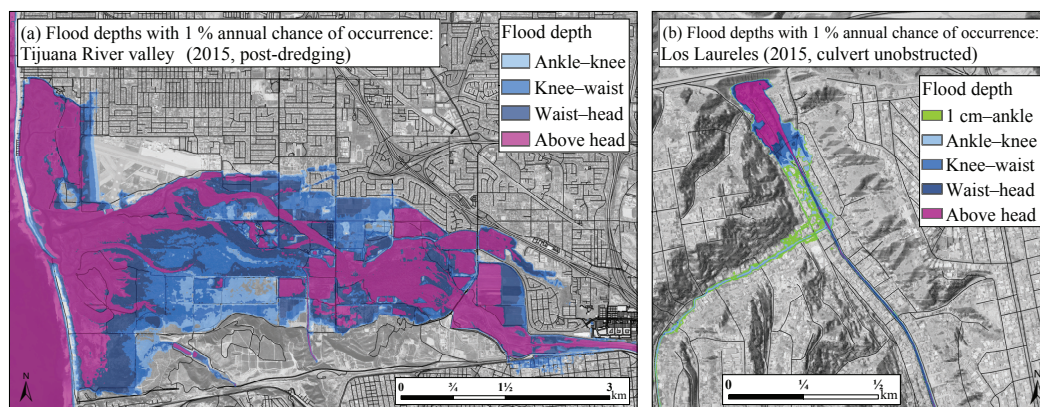 (a) Flood depths with 1 % annual chance of occurrence:
Tijuana River valley (2015, post-dredging)
Flood depth
Ankle–knee
Knee–waist
Waist–head
Above head
N
0 ¾ 1½ 3
km
(b) Flood depths with 1 % annual chance of occurrence:
Los Laureles (2015, culvert unobstructed)
Flood depth
1 cm–ankle
Ankle–knee
Knee–waist
Waist–head
Above head
N
0 ¼ ½
km